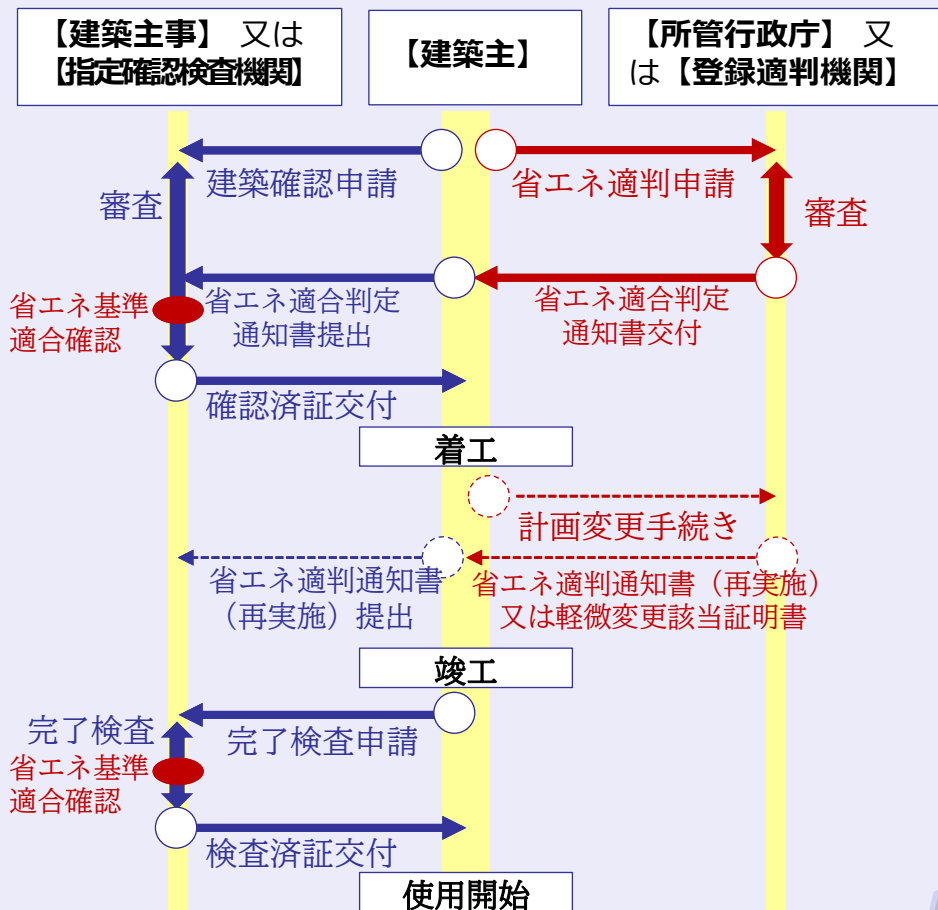 【建築主事】 又は
【指定確認検査機関】
【建築主】
【所管行政庁】 又
は【登録適判機関】
建築確認申請
省エネ適判申請
審査
審査
省エネ適合判定
通知書提出
省エネ適合判定
通知書交付
省エネ基準
適合確認
確認済証交付
着工
計画変更手続き
省エネ適判通知書
（再実施）提出
省エネ適判通知書（再実施）
又は軽微変更該当証明書
竣工
完了検査
完了検査申請
省エネ基準
適合確認
検査済証交付
使用開始